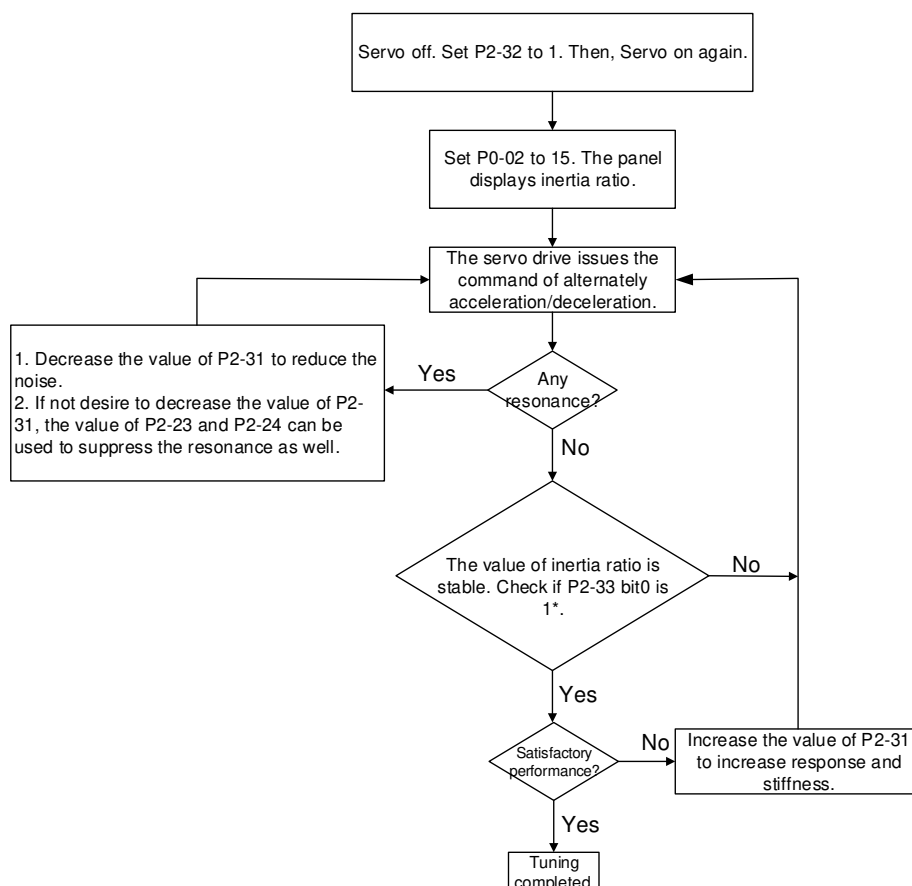 Servo off. Set P2-32 to 1. Then, Servo on again.
Set P0-02 to 15. The panel
displays inertia ratio.
The servo drive issues the
command of alternately
acceleration/deceleration.
1. Decrease the value of P2-31 to reduce the
noise.
2. If not desire to decrease the value of P2-
31, the value of P2-23 and P2-24 can be
used to suppress the resonance as well.
Yes
Any
resonance?
No
The value of inertia ratio is
stable. Check if P2-33 bit0 is
1*.
No
Yes
Satisfactory
performance?
No
Increase the value of P2-31
to increase response and
stiffness.
Yes
Tuning
completed